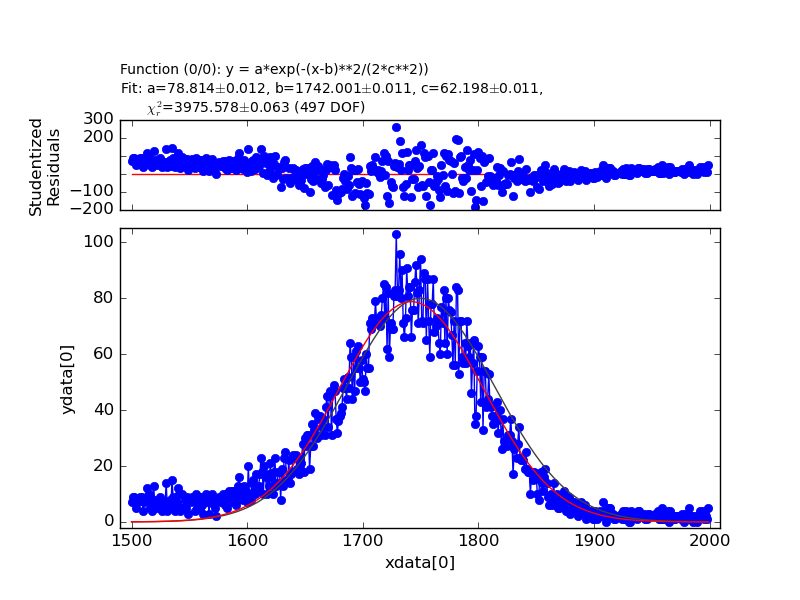 Function (0/0): y = a*exp(-(x-b)**2/(2*c**2))
Fit: a=78.814±0.012, b=1742.001±0.011, c=62.198±0.011,
χ²ᵣ=3975.578±0.063 (497 DOF)
Studentized
Residuals
300
200
−100
−200
ydata[0]
100
80
60
40
20
0
1500 1600 1700 1800 1900 2000
xdata[0]